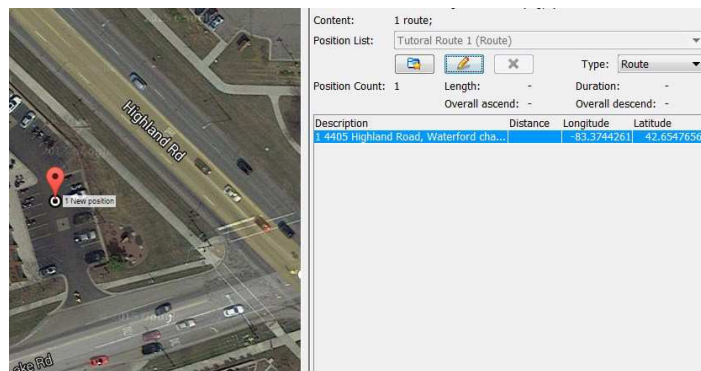 Highland Rd
1 New position
ke Rd
Content: 1 route;
Position List: Tutoral Route 1 (Route)
Type: Route
Position Count: 1 Length: - Duration: -
Overall ascend: - Overall descend: -
Description Distance Longitude Latitude
1 4405 Highland Road, Waterford cha... -83.3744261 42.6547656